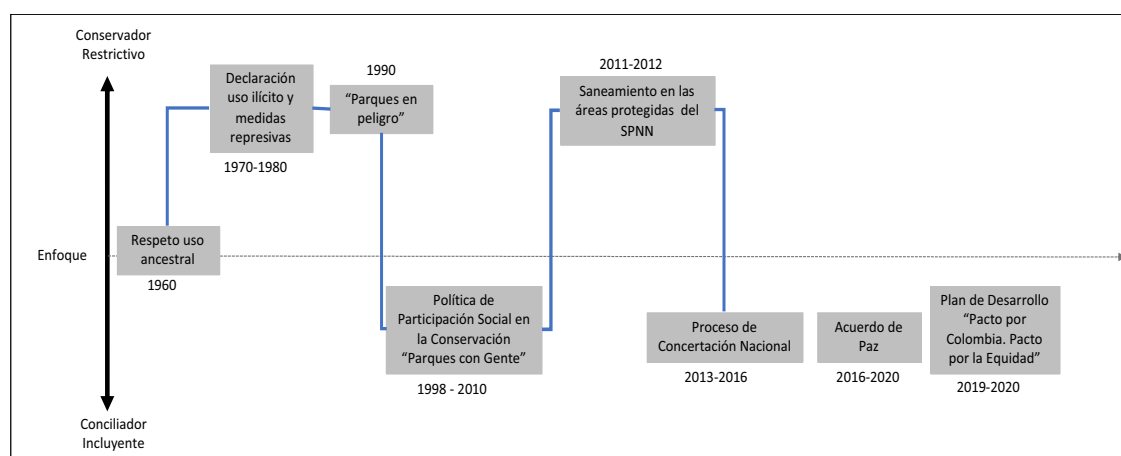 Conservador
Restrictivo
Declaración
uso ilícito y
medidas
represivas
1970-1980
1990
“Parques en
peligro”
2011-2012
Saneamiento en las
áreas protegidas del
SPNN
Enfoque
Respeto uso
ancestral
1960
Política de
Participación Social en
la Conservación
“Parques con Gente”
1998 - 2010
Proceso de
Concertación Nacional
2013-2016
Acuerdo de
Paz
2016-2020
Plan de Desarrollo
“Pacto por
Colombia. Pacto
por la Equidad”
2019-2020
Conciliador
Incluyente